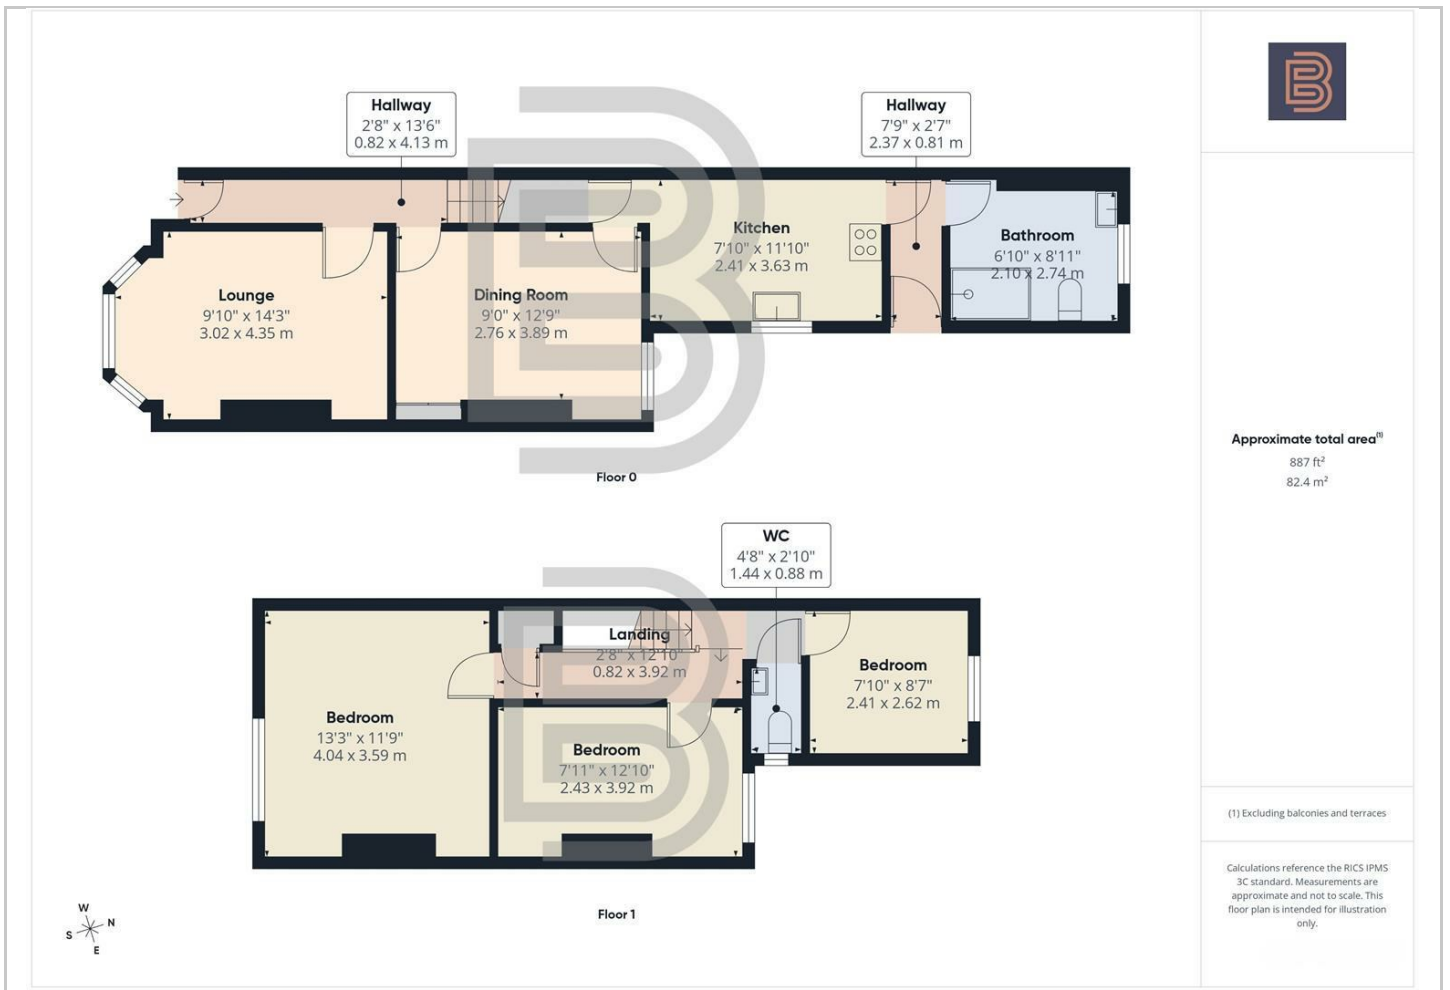 Hallway
2'8" x 13'6"
0.82 x 4.13 m
Hallway
7'9" x 2'7"
2.37 x 0.81 m
Kitchen
7'10" x 11'10"
2.41 x 3.63 m
Bathroom
6'10" x 8'11"
2.10 x 2.74 m
Lounge
9'10" x 14'3"
3.02 x 4.35 m
Dining Room
9'0" x 12'9"
2.76 x 3.89 m
Floor 0
WC
4'8" x 2'10"
1.44 x 0.88 m
Landing
2'8" x 12'10"
0.82 x 3.92 m
Bedroom
7'10" x 8'7"
2.41 x 2.62 m
Bedroom
13'3" x 11'9"
4.04 x 3.59 m
Bedroom
7'11" x 12'10"
2.43 x 3.92 m
Floor 1
W
N
S
E
B
Approximate total area(1)
887 ft²
82.4 m²
(1) Excluding balconies and terraces
Calculations reference the RICS IPMS
3C standard. Measurements are
approximate and not to scale. This
floor plan is intended for illustration
only.